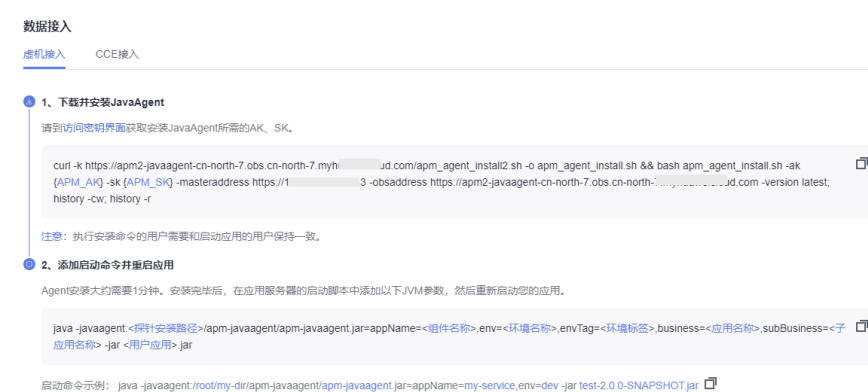 数据接入
虚机接入 CCE接入
1、下载并安装JavaAgent
请到访问密钥界面获取安装JavaAgent所需的AK、SK。
curl -k https://apm2-javaagent-cn-north-7.obs.cn-north-7.myh ud.com/apm_agent_install2.sh -o apm_agent_install.sh && bash apm_agent_install.sh -ak
{APM_AK} -sk {APM_SK} -masteraddress https://1 3 -obsaddress https://apm2-javaagent-cn-north-7.obs.cn-north- d.com -version latest;
history -cw; history -r
注意：执行安装命令的用户需要和启动应用的用户保持一致。
2、添加启动命令并重启应用
Agent安装大约需要1分钟。安装完毕后，在应用服务器的启动脚本中添加以下JVM参数，然后重新启动您的应用。
java -javaagent:<探针安装路径>/apm-javaagent/apm-javaagent.jar=appName=<组件名称>,env=<环境名称>,envTag=<环境标签>,business=<应用名称>,subBusiness=<子
应用名称> -jar <用户应用>.jar
启动命令示例： java -javaagent:/root/my-dir/apm-javaagent/apm-javaagent.jar=appName=my-service,env=dev -jar test-2.0.0-SNAPSHOT.jar